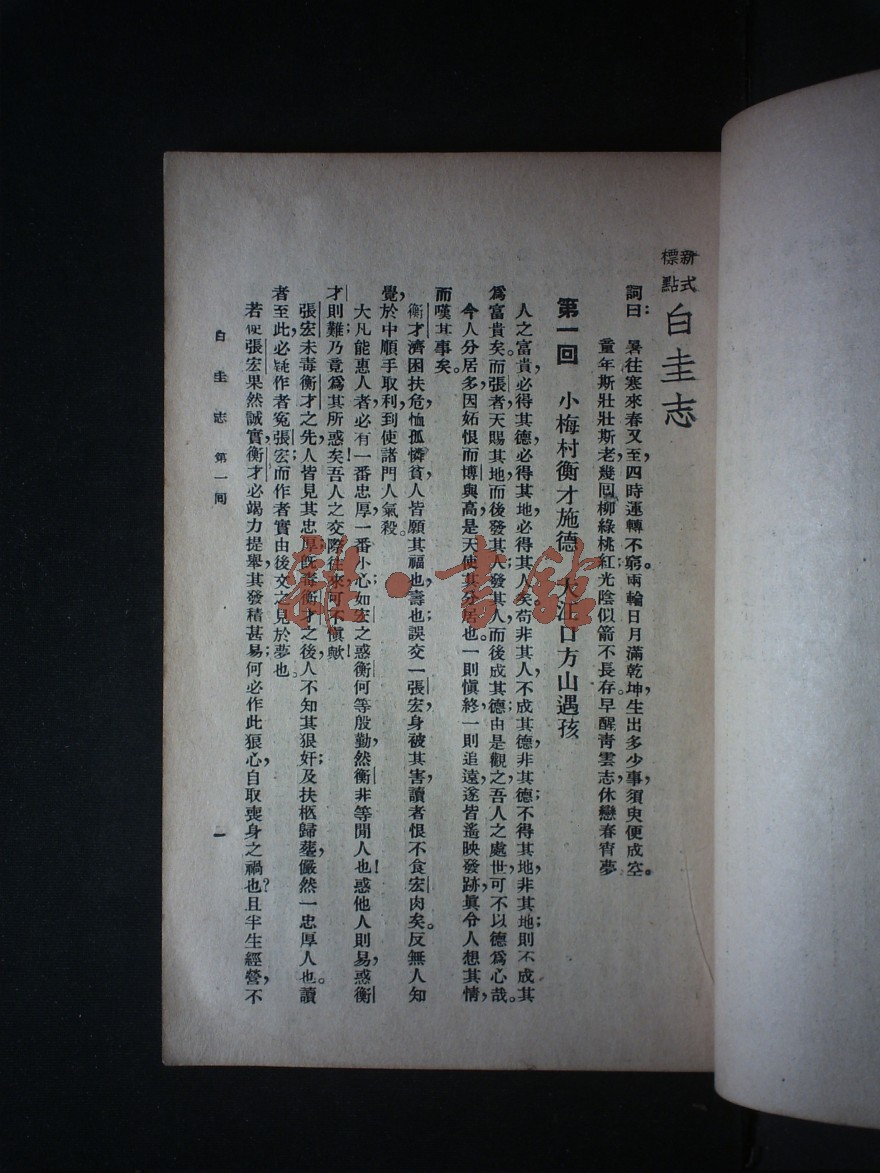 新式標點 白圭志
詞曰：暑往寒來春又至，四時運轉不窮。兩輪日月滿乾坤，生出多少事，須臾便成空。
童年斯壯壯斯老，幾囘柳綠桃紅，光陰似箭不長存。早醒靑雲志，休戀春宵夢
第一回　小梅村衡才施德　大江口方山遇孩
人之富貴，必得其德，必得其地，必得其人矣。苟非其人，不成其德；非其德，不得其地；非其地，則不成其
爲富貴矣。而張者天賜其地，而後發其人；發其人，而後成其德；由是觀之，吾人之處世，可不以德爲心哉。
今人分居，多因妬恨，而博與高是天使其分居也。一則愼終，一則追遠，遂皆遙映發跡，眞令人想其情，
而嘆其事矣。
衡才濟困扶危，恤孤憐貧，人皆願其福也，壽也；誤交一張宏，身被其害，讀者恨不食宏肉矣。反無人知
覺，於中順手取利，到使諸門人氣殺。
大凡能惠人者，必有一番忠厚，一番小心，如宏之惑衡，何等殷勤，然衡非等閒人也！惑他人則易，惑衡
才則難；乃竟爲其所惑矣！吾人之交際往來，可不愼歟！
張宏未毒衡才之先，人皆見其忠厚；旣毒衡才之後，人不知其狠奸；及扶柩歸葬，儼然一忠厚人也。讀
者至此，必疑作者寃張宏，而作者實由後文之見於夢也。
若使張宏果然誠實，衡才必竭力提舉，其發積甚易；何必作此狠心，自取喪身之禍也？且半生經營，不
白圭志　第一囘　一
雜·書館